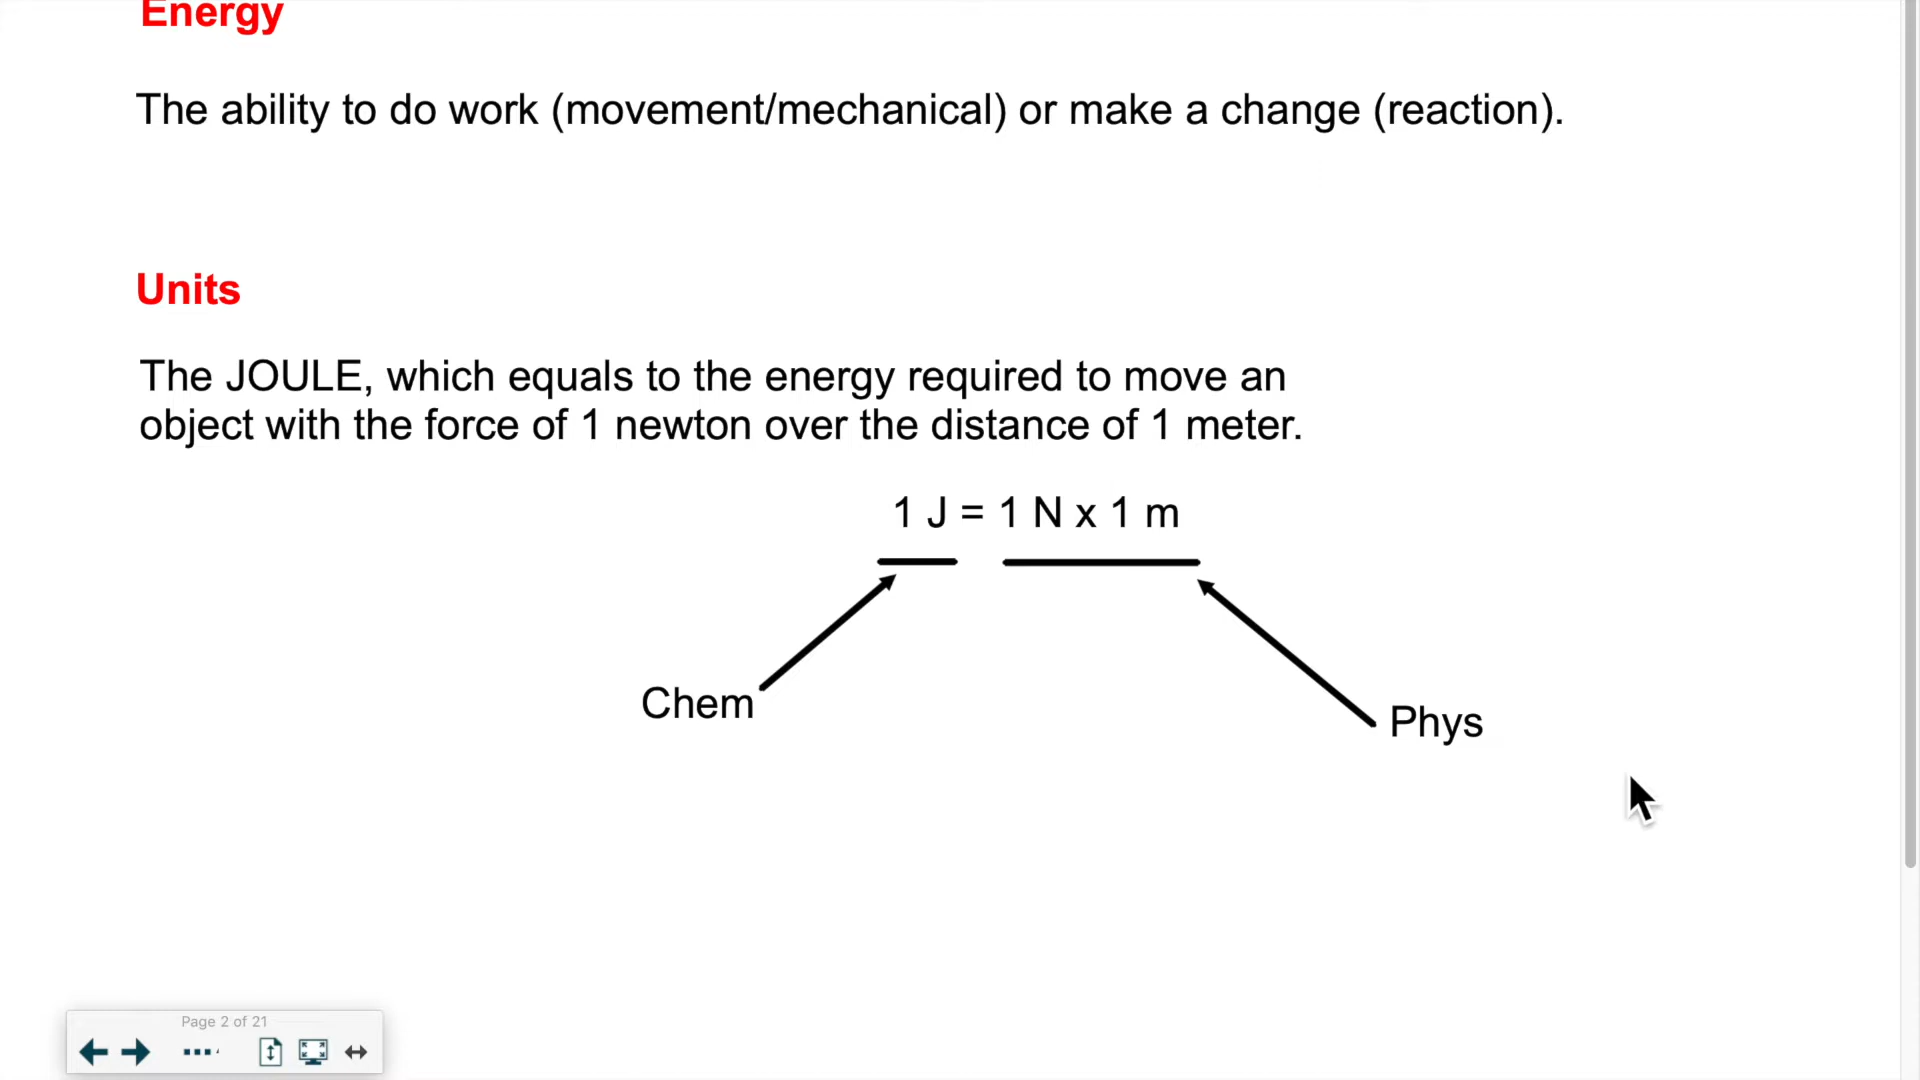 Energy
The ability to do work (movement/mechanical) or make a change (reaction).
Units
The JOULE, which equals to the energy required to move an
object with the force of 1 newton over the distance of 1 meter.
1 J = 1 N x 1 m
Chem
Phys
Page 2 of 21